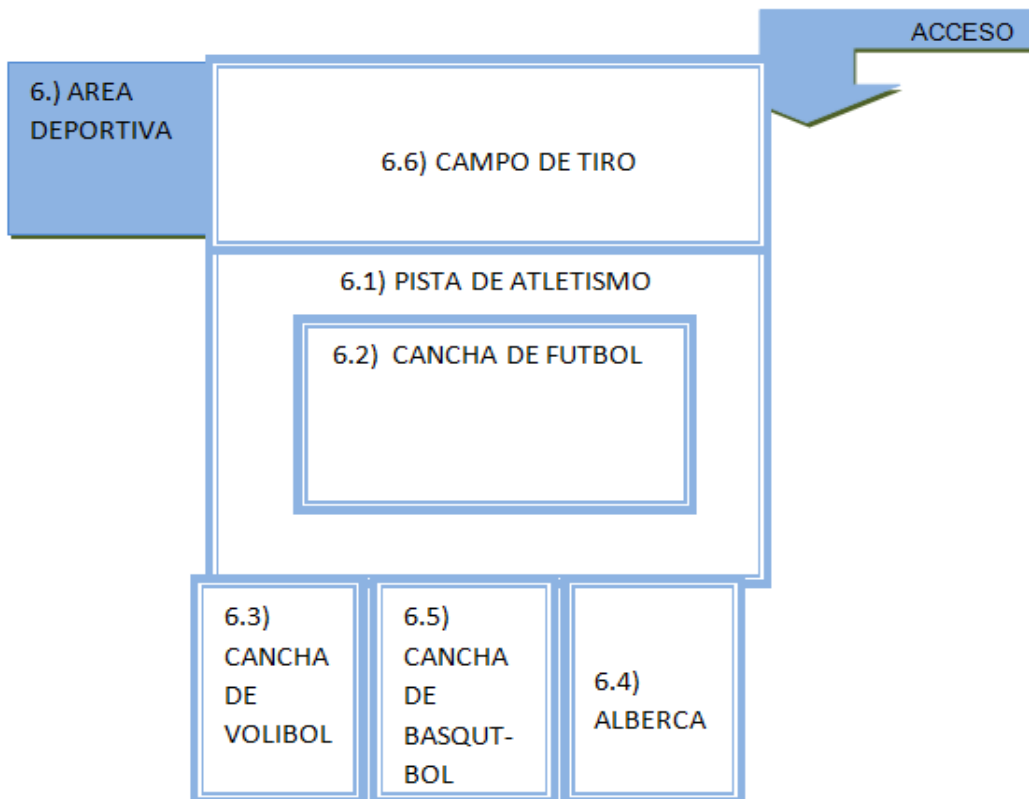 ACCESO
6.) AREA
DEPORTIVA
6.6) CAMPO DE TIRO
6.1) PISTA DE ATLETISMO
6.2) CANCHA DE FUTBOL
6.3)
CANCHA
DE
VOLIBOL
6.5)
CANCHA
DE
BASQUT-
BOL
6.4)
ALBERCA